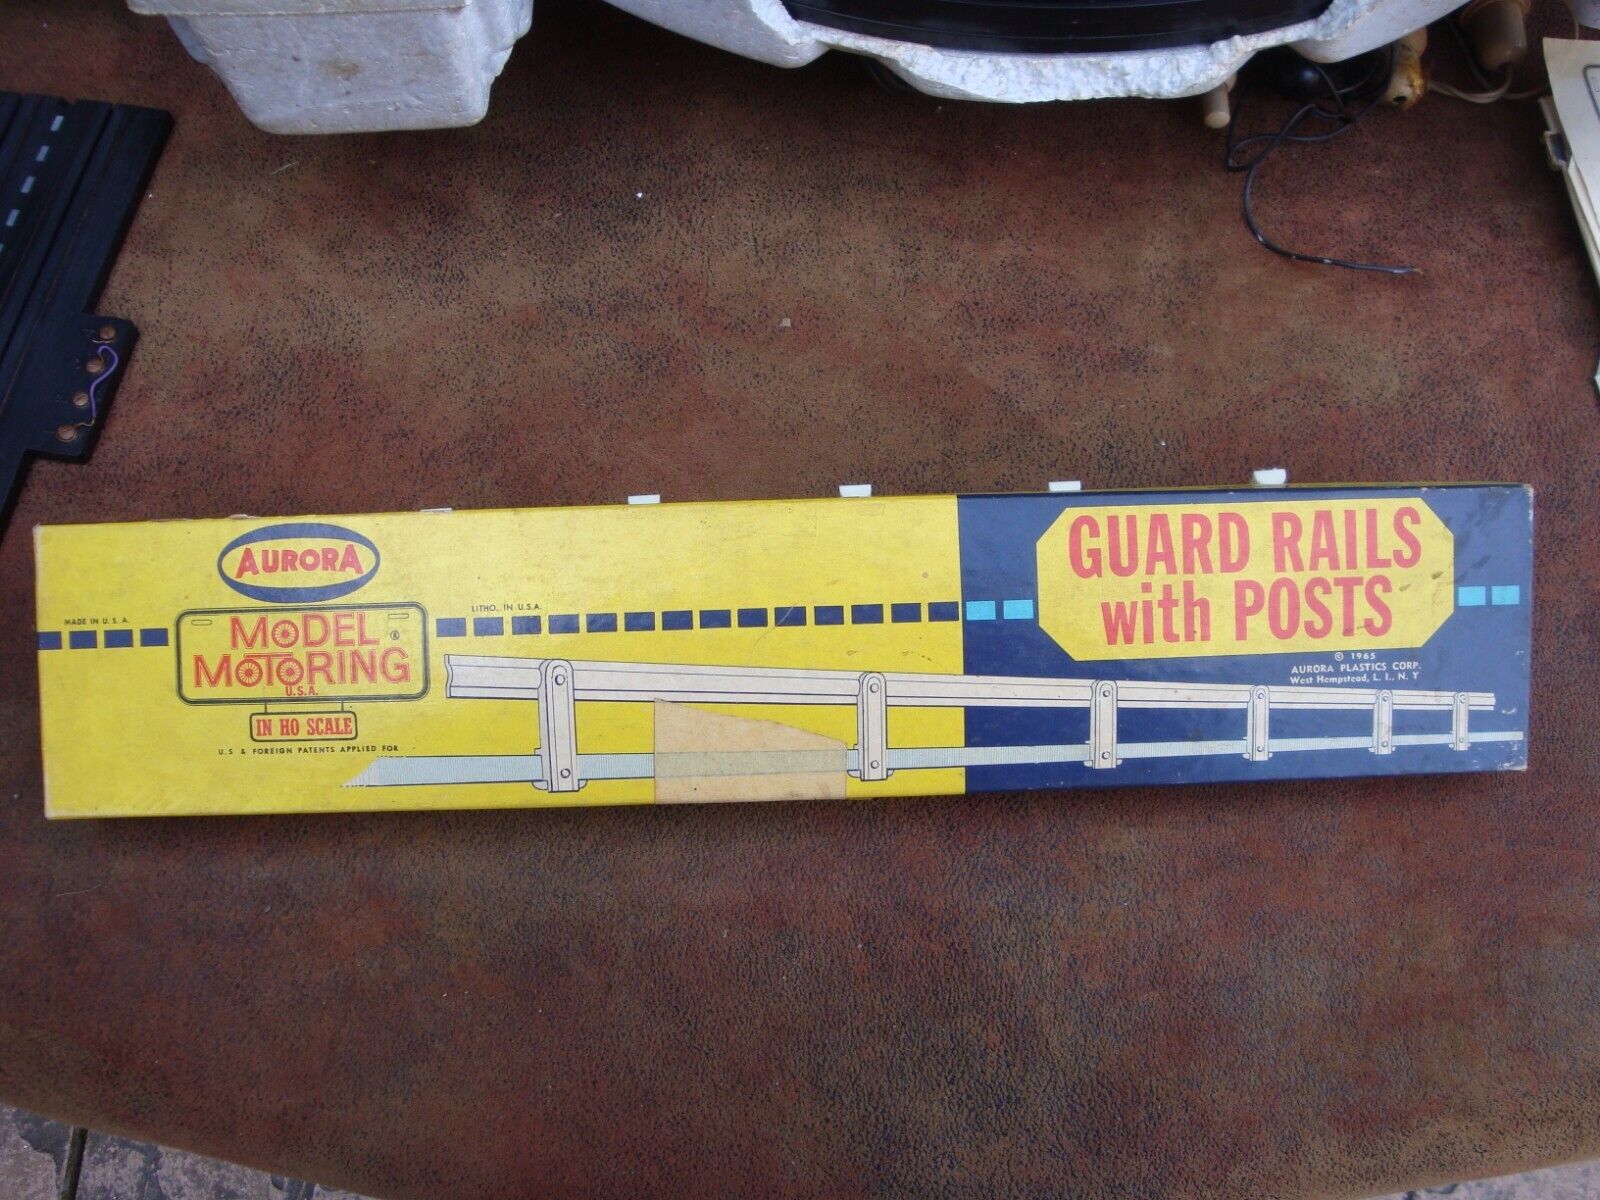 AURORA
MADE IN U. S. A.
LITHO. IN U.S.A.
MODEL
MOTORING
®
U.S.A.
IN HO SCALE
U.S & FOREIGN PATENTS APPLIED FOR
GUARD RAILS
with POSTS
© 1965
AURORA PLASTICS CORP.
West Hempstead, L. I., N. Y